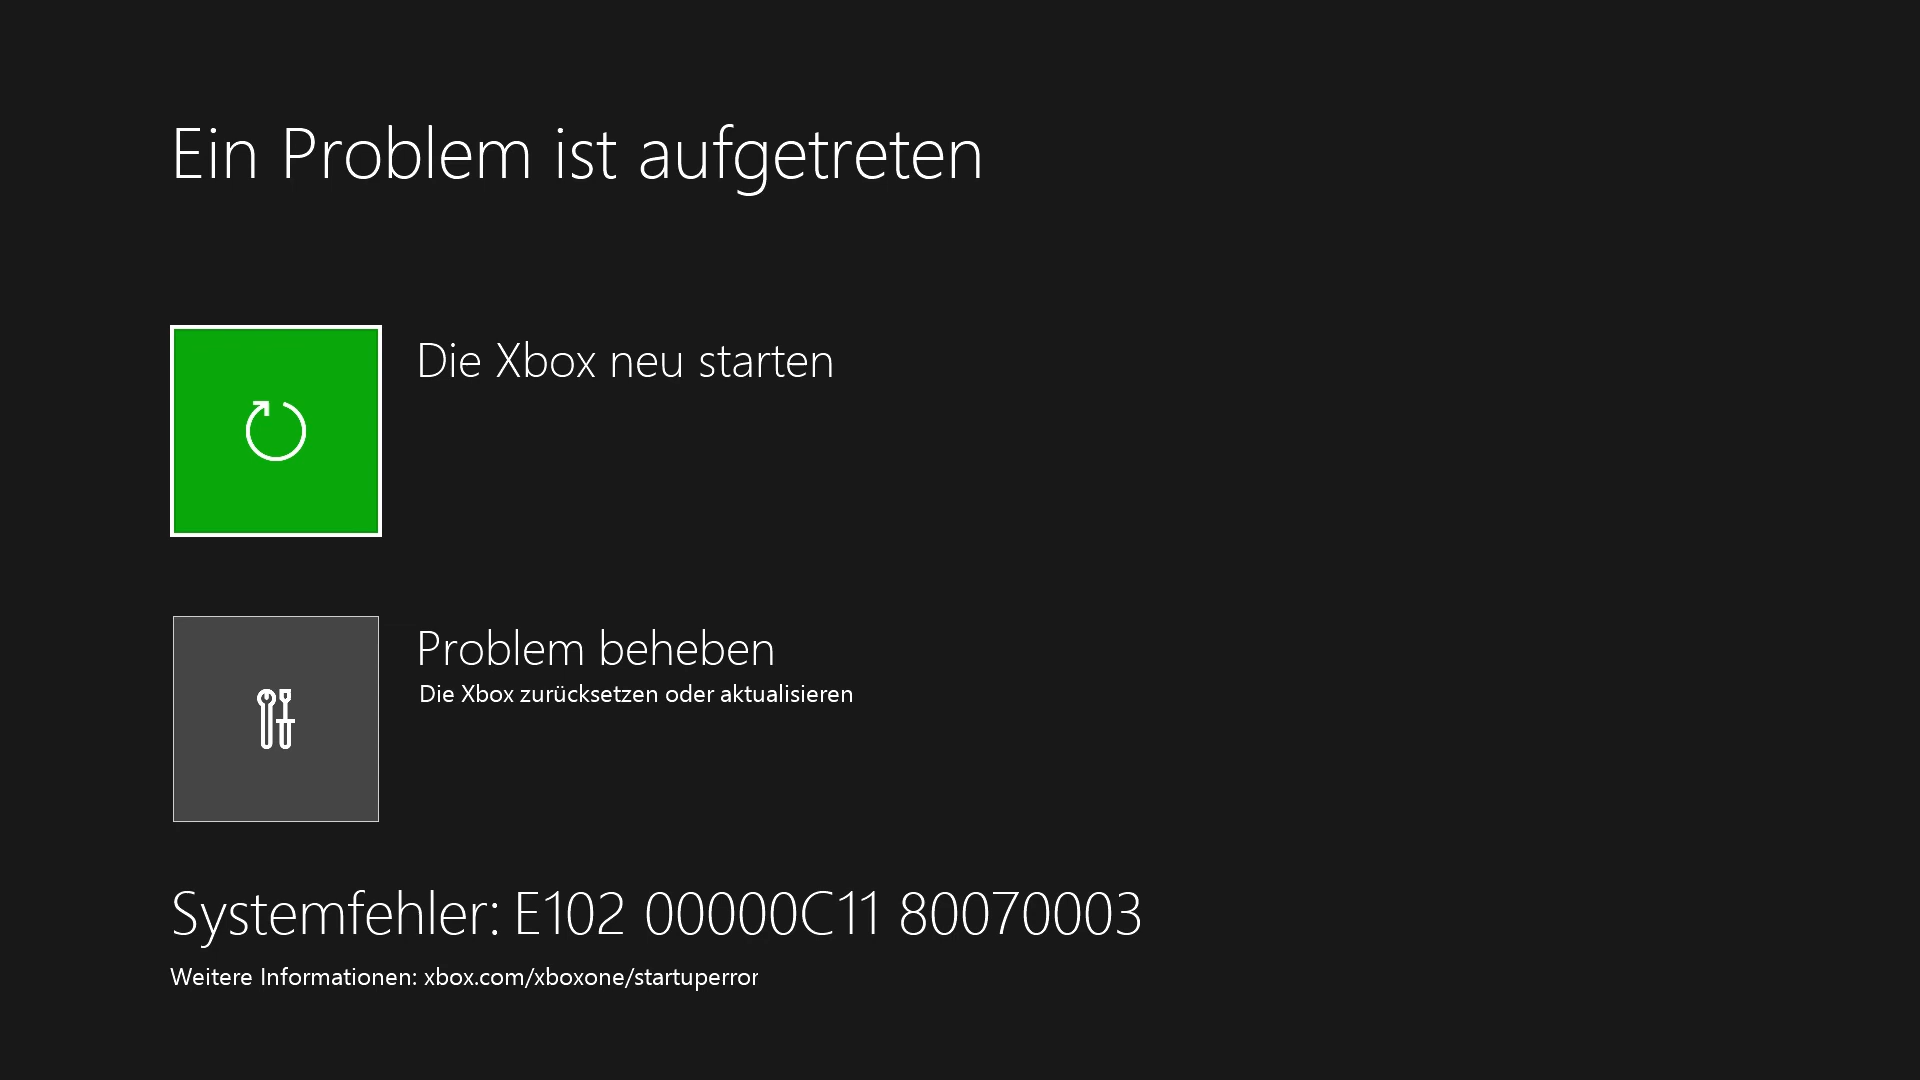 Ein Problem ist aufgetreten
Die Xbox neu starten
Problem beheben
Die Xbox zurücksetzen oder aktualisieren
Systemfehler: E102 00000C11 80070003
Weitere Informationen: xbox.com/xboxone/startuperror